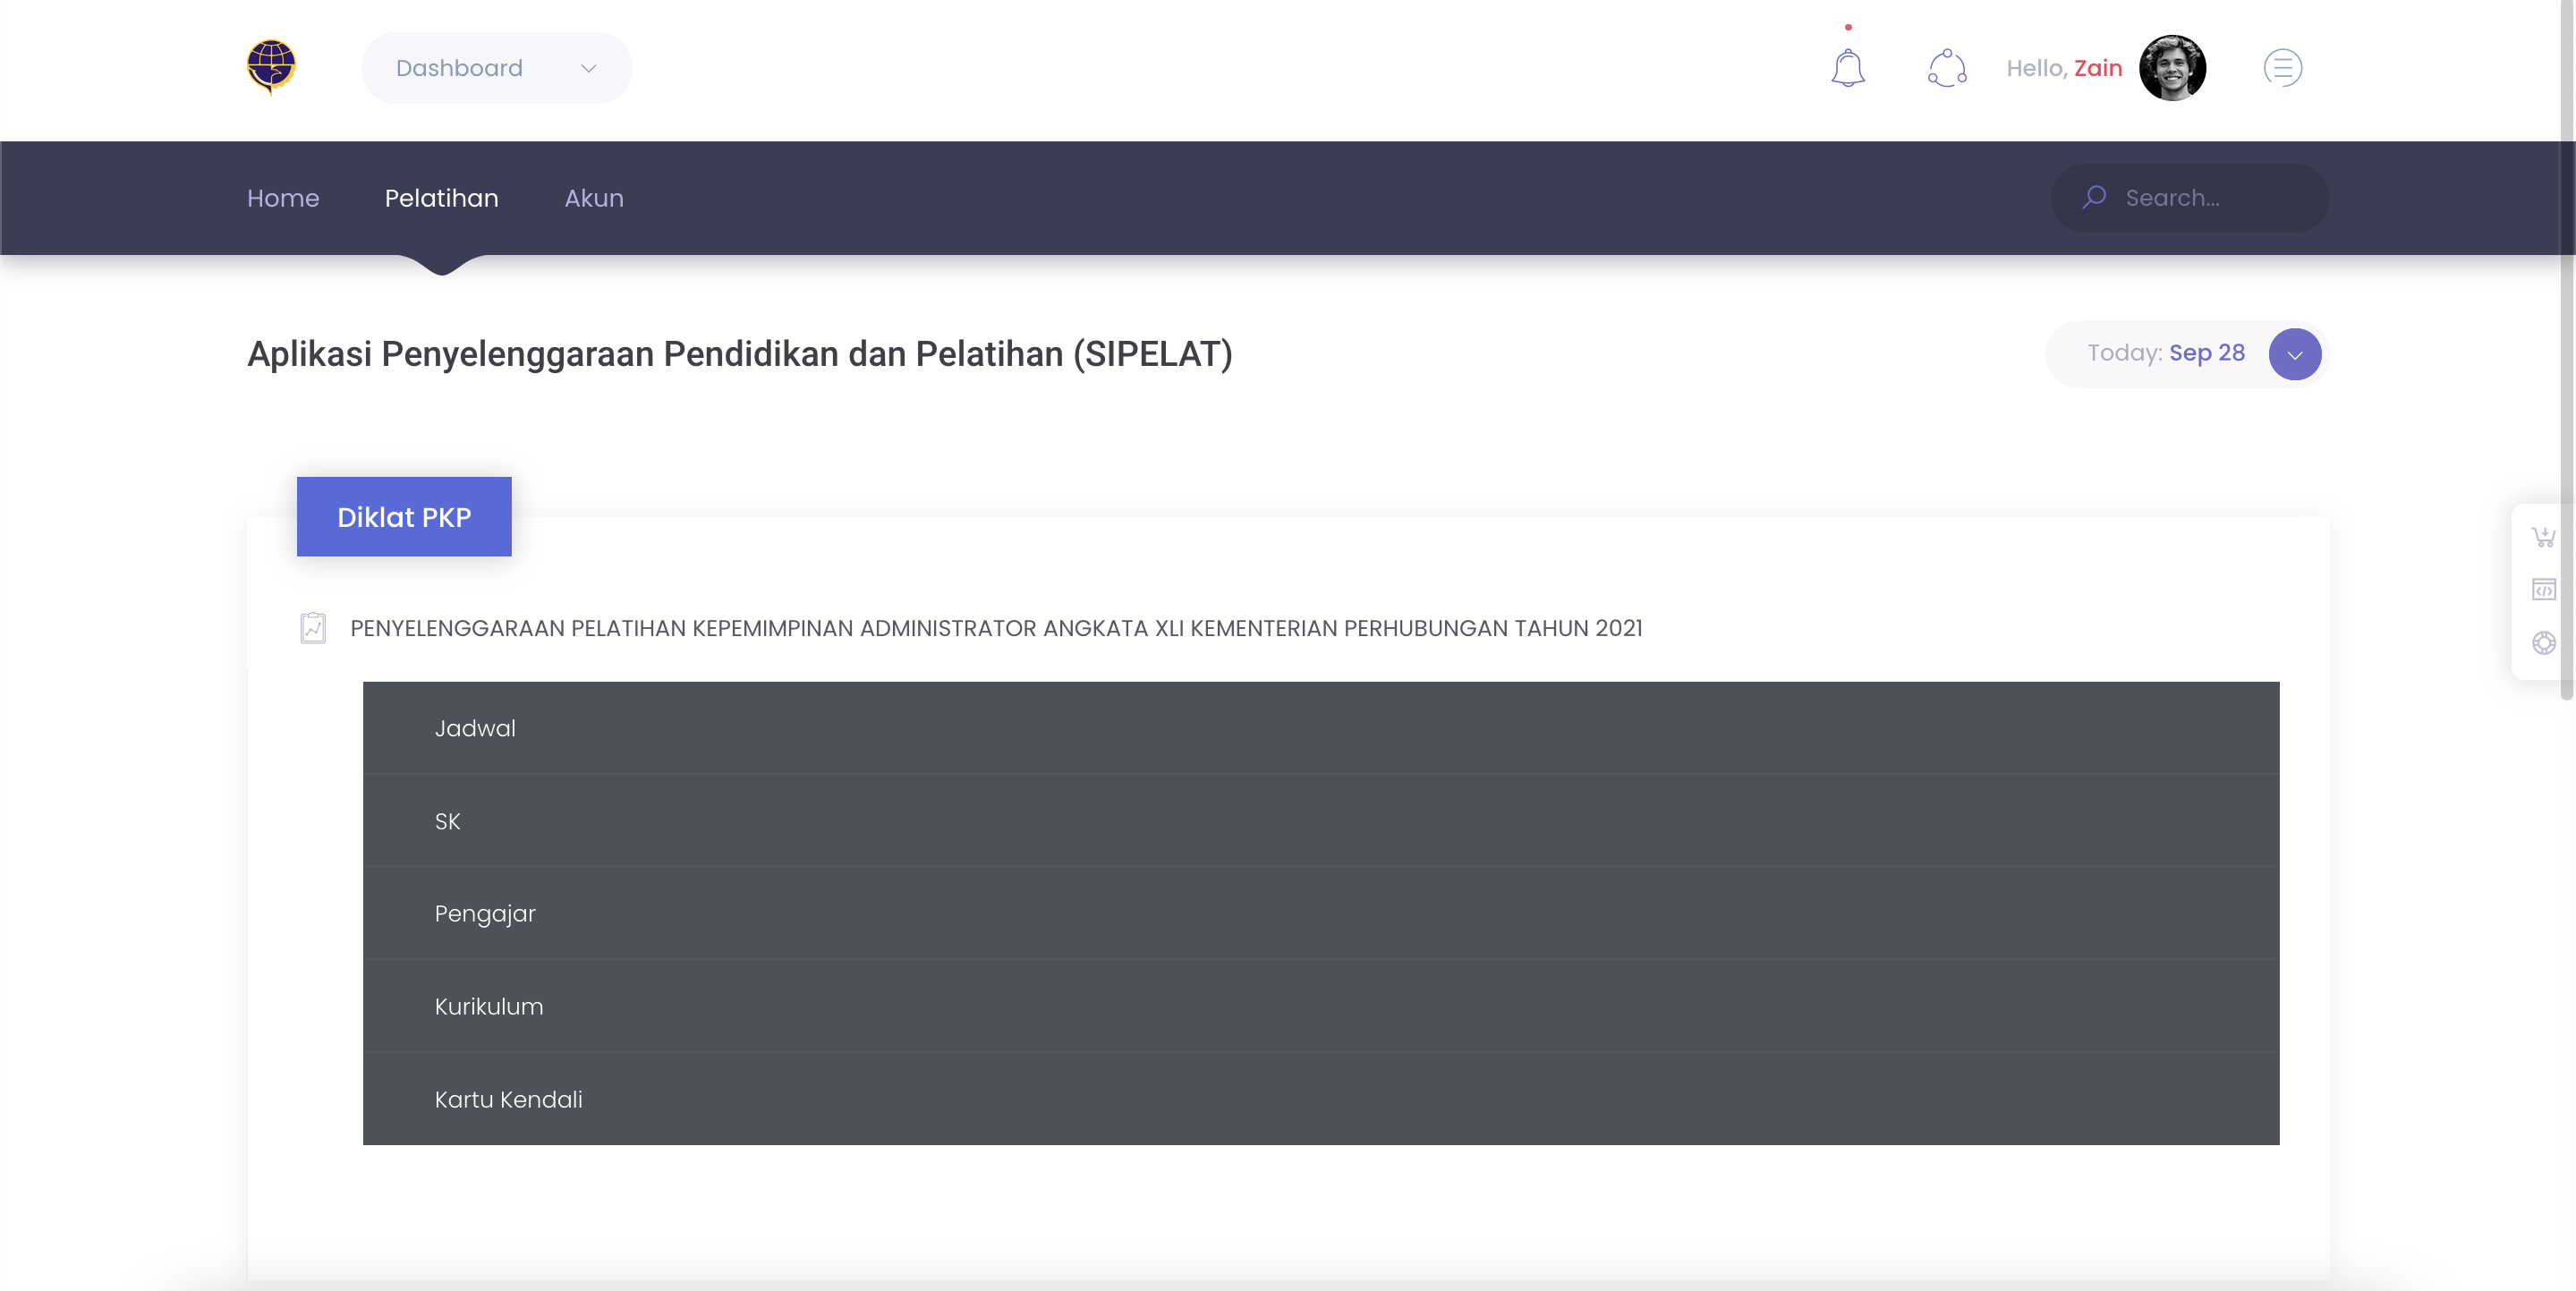 Dashboard
Hello, Zain
Home Pelatihan Akun
Search...
Aplikasi Penyelenggaraan Pendidikan dan Pelatihan (SIPELAT)
Today: Sep 28
Diklat PKP
PENYELENGGARAAN PELATIHAN KEPEMIMPINAN ADMINISTRATOR ANGKATA XLI KEMENTERIAN PERHUBUNGAN TAHUN 2021
Jadwal
SK
Pengajar
Kurikulum
Kartu Kendali